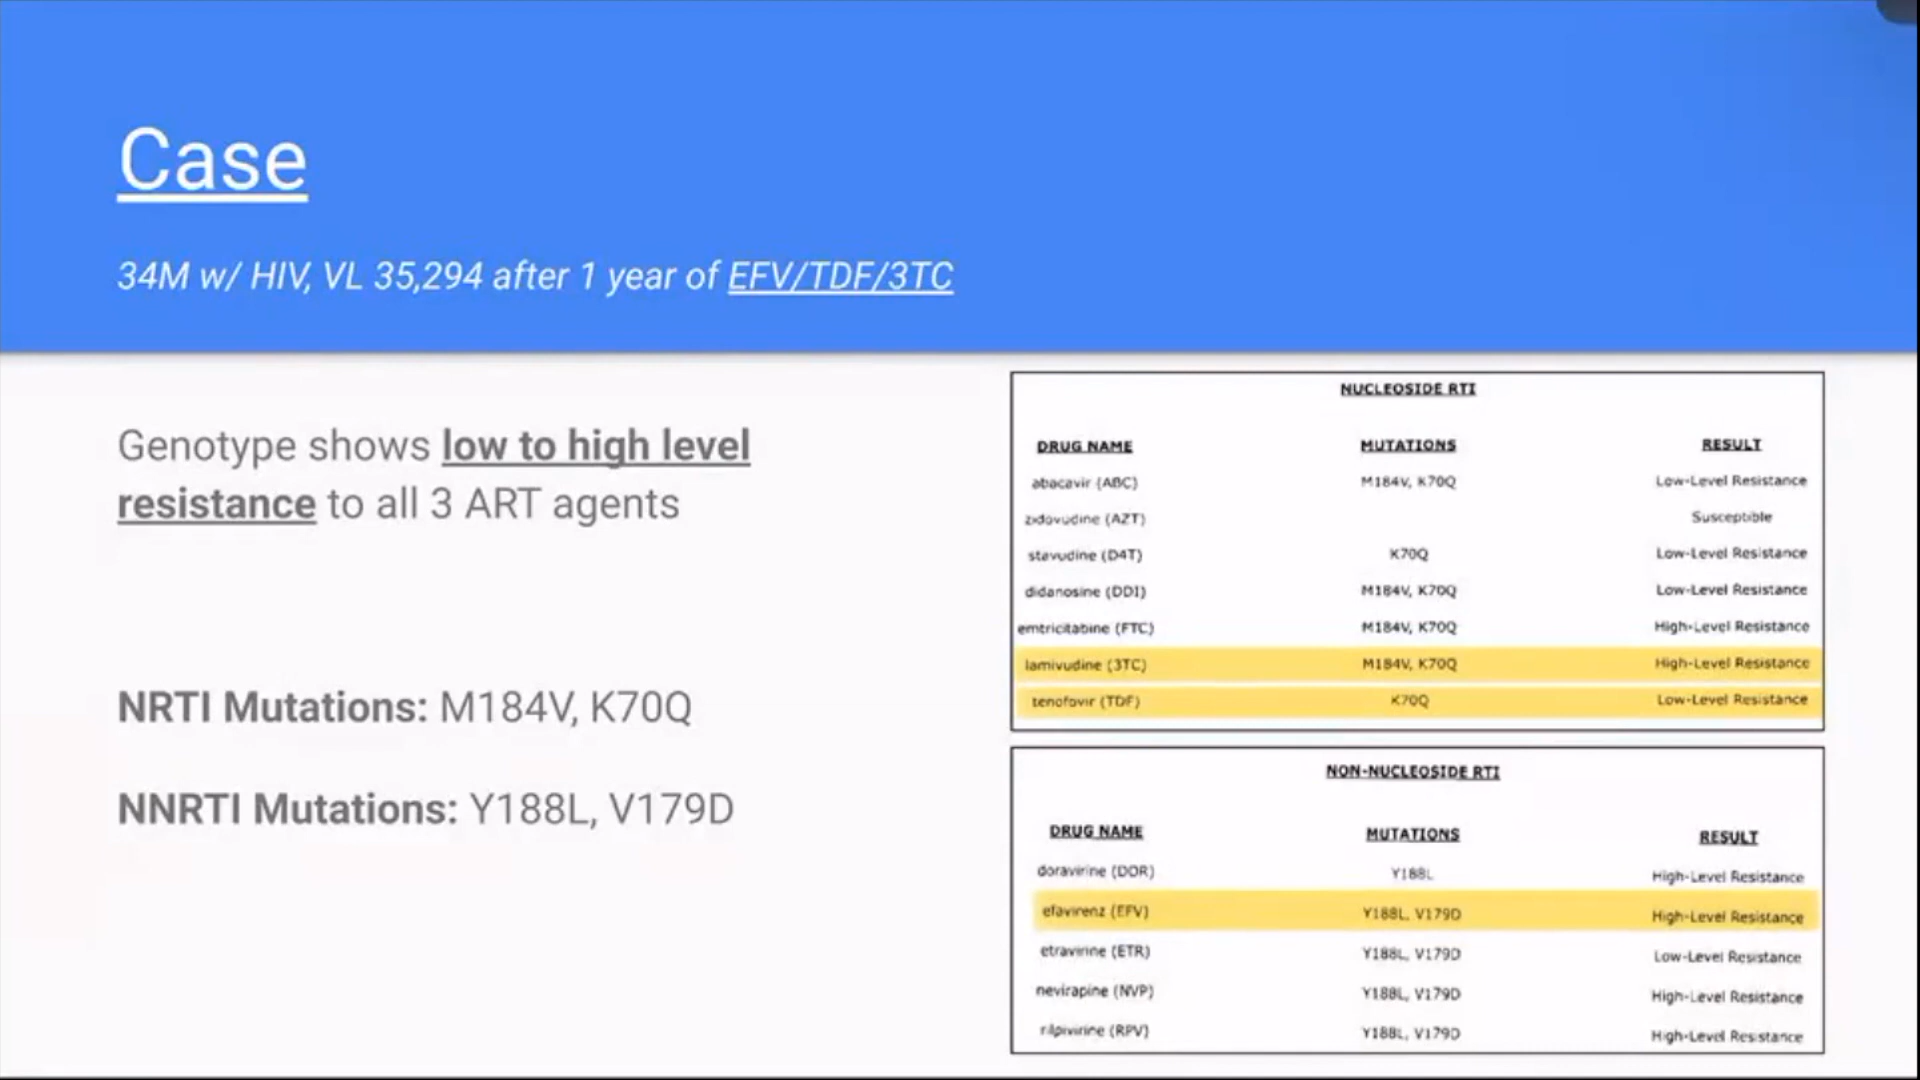 Case
34M w/ HIV, VL 35,294 after 1 year of EFV/TDF/3TC
Genotype shows low to high level
resistance to all 3 ART agents
NRTI Mutations: M184V, K70Q
NNRTI Mutations: Y188L, V179D
NUCLEOSIDE RTI
DRUG NAME MUTATIONS RESULT
abacavir (ABC) M184V, K70Q Low-Level Resistance
zidovudine (AZT) Susceptible
stavudine (D4T) K70Q Low-Level Resistance
didanosine (DDI) M184V, K70Q Low-Level Resistance
emtricitabine (FTC) M184V, K70Q High-Level Resistance
lamivudine (3TC) M184V, K70Q High-Level Resistance
tenofovir (TDF) K70Q Low-Level Resistance
NON-NUCLEOSIDE RTI
DRUG NAME MUTATIONS RESULT
doravirine (DOR) Y188L High-Level Resistance
efavirenz (EFV) Y188L, V179D High-Level Resistance
etravirine (ETR) Y188L, V179D Low-Level Resistance
nevirapine (NVP) Y188L, V179D High-Level Resistance
rilpivirine (RPV) Y188L, V179D High-Level Resistance